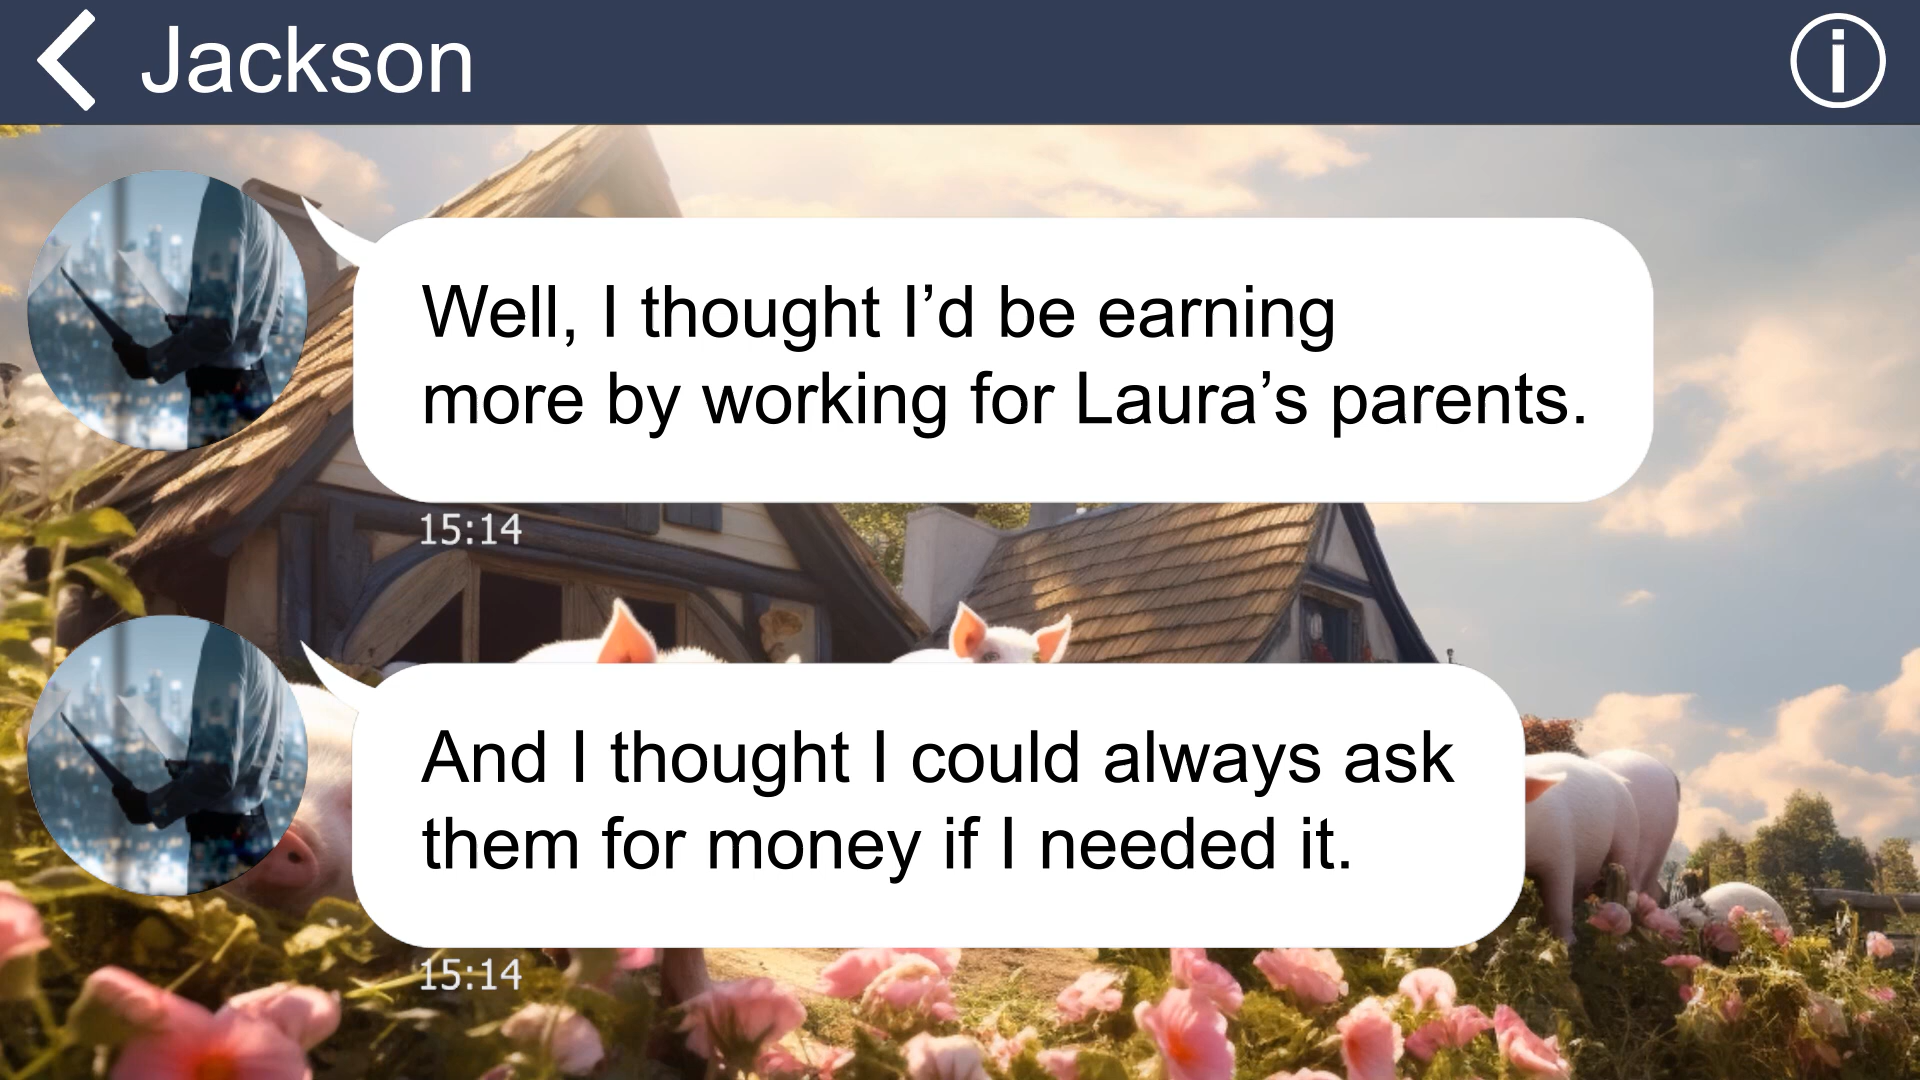 Jackson
Well, I thought I’d be earning
more by working for Laura’s parents.
15:14
And I thought I could always ask
them for money if I needed it.
15:14